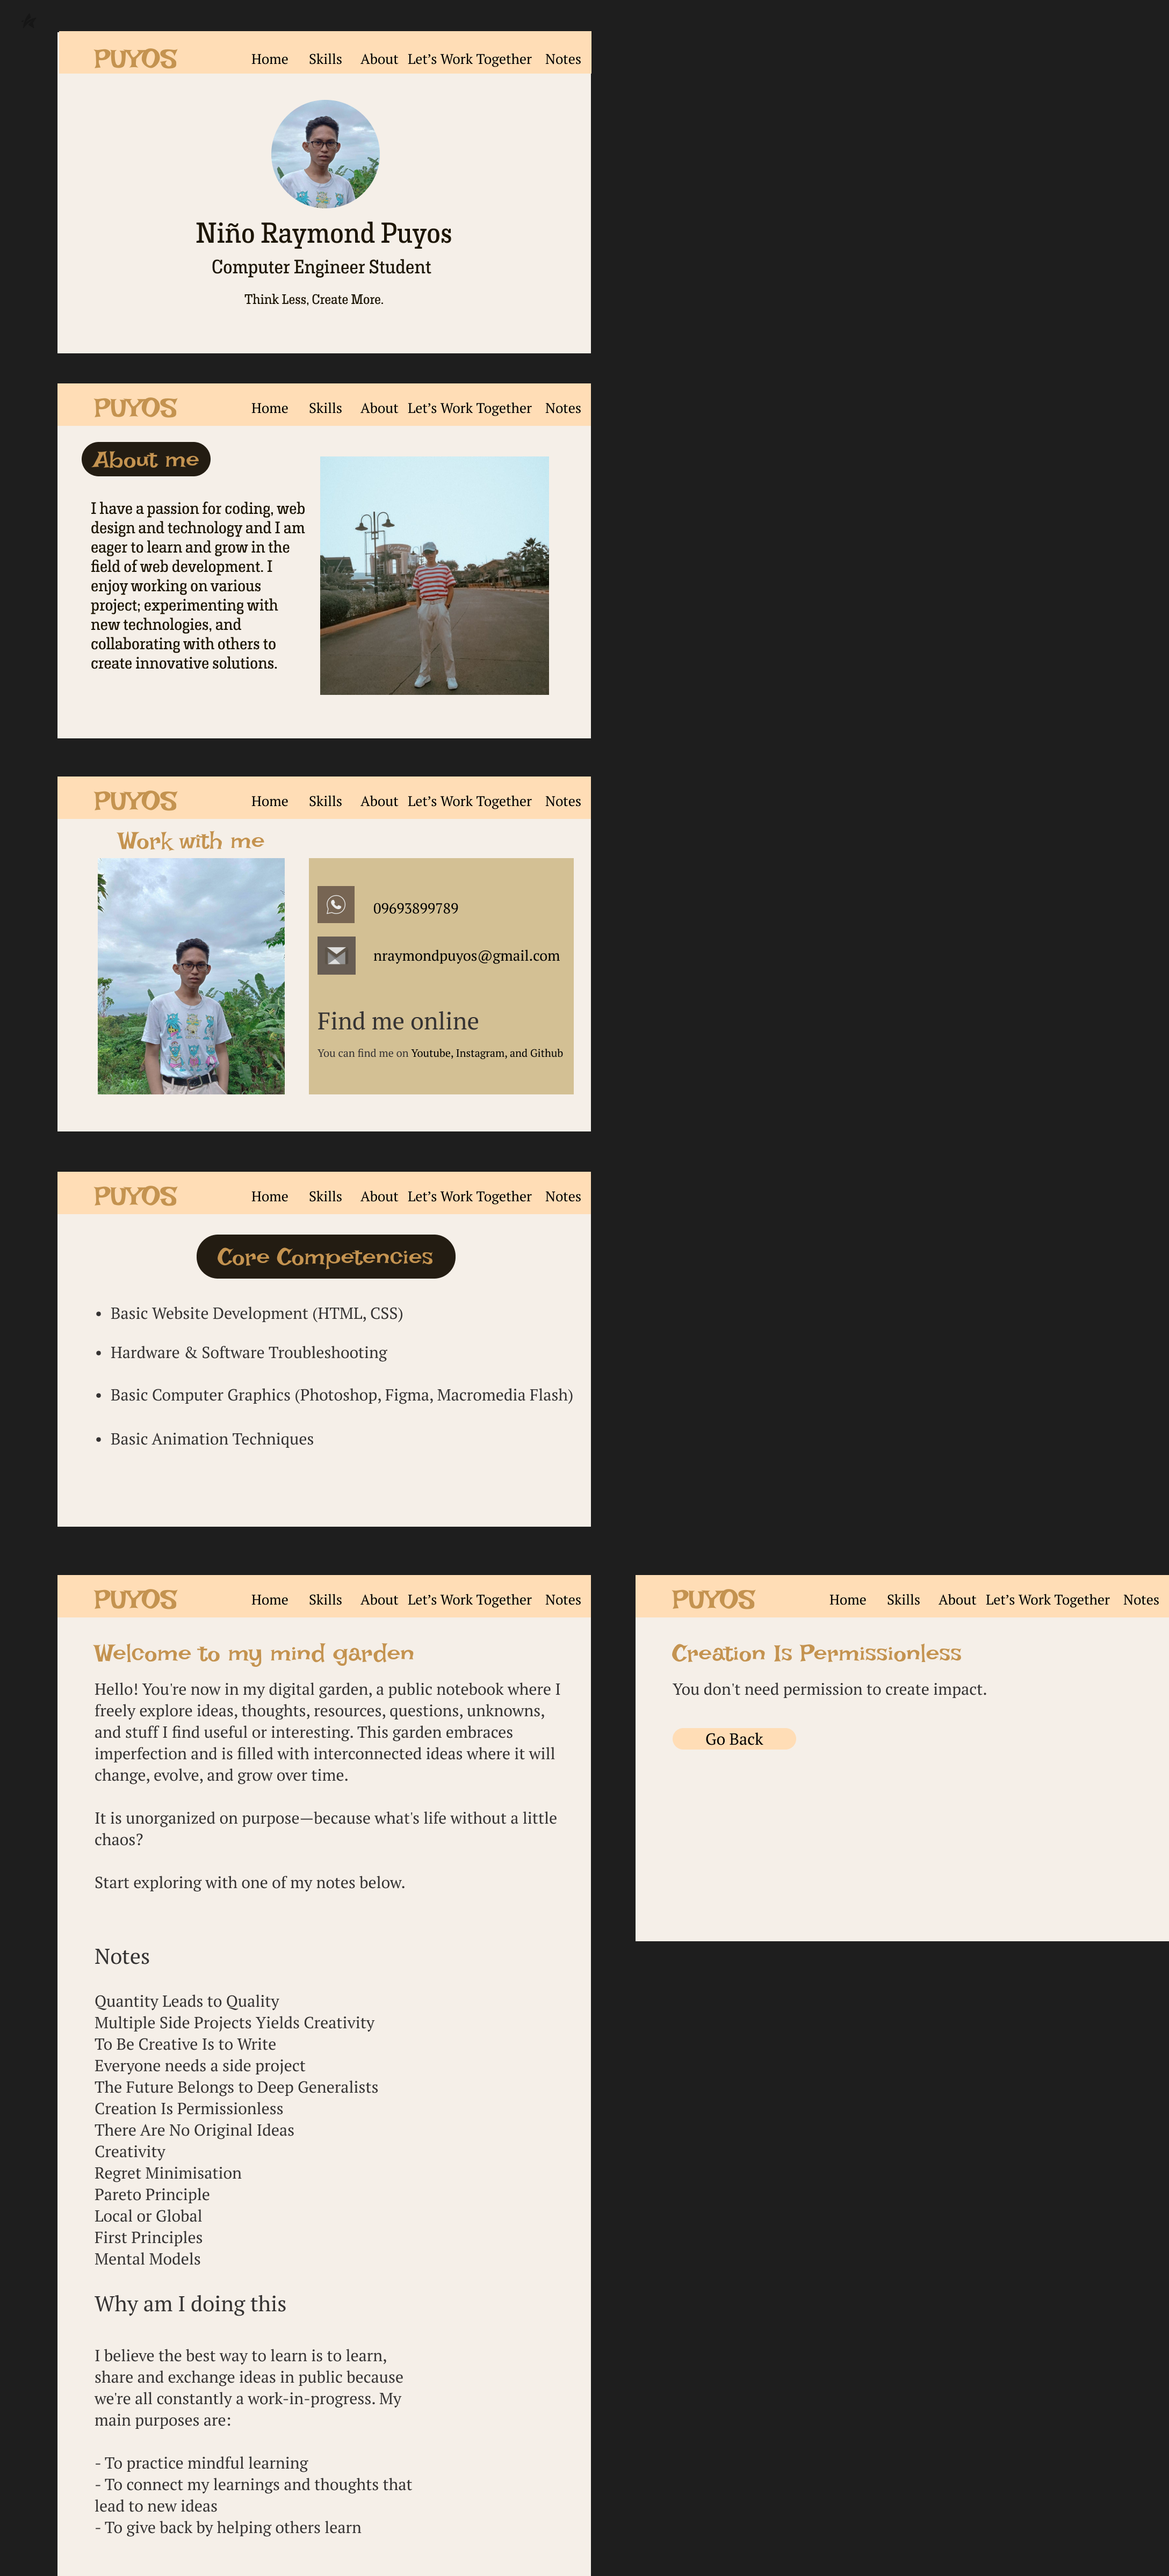 PUYOS
Home Skills About Let's Work Together Notes
Niño Raymond Puyos
Computer Engineer Student
Think Less, Create More.
PUYOS
Home Skills About Let's Work Together Notes
About me
I have a passion for coding, web
design and technology and I am
eager to learn and grow in the
field of web development. I
enjoy working on various
project; experimenting with
new technologies, and
collaborating with others to
create innovative solutions.
PUYOS
Home Skills About Let's Work Together Notes
Work with me
09693899789
nraymondpuyos@gmail.com
Find me online
You can find me on Youtube, Instagram, and Github
PUYOS
Home Skills About Let's Work Together Notes
Core Competencies
• Basic Website Development (HTML, CSS)
• Hardware & Software Troubleshooting
• Basic Computer Graphics (Photoshop, Figma, Macromedia Flash)
• Basic Animation Techniques
PUYOS
Home Skills About Let's Work Together Notes
Welcome to my mind garden
Hello! You're now in my digital garden, a public notebook where I
freely explore ideas, thoughts, resources, questions, unknowns,
and stuff I find useful or interesting. This garden embraces
imperfection and is filled with interconnected ideas where it will
change, evolve, and grow over time.
It is unorganized on purpose—because what's life without a little
chaos?
Start exploring with one of my notes below.
Notes
Quantity Leads to Quality
Multiple Side Projects Yields Creativity
To Be Creative Is to Write
Everyone needs a side project
The Future Belongs to Deep Generalists
Creation Is Permissionless
There Are No Original Ideas
Creativity
Regret Minimisation
Pareto Principle
Local or Global
First Principles
Mental Models
Why am I doing this
I believe the best way to learn is to learn,
share and exchange ideas in public because
we're all constantly a work-in-progress. My
main purposes are:
- To practice mindful learning
- To connect my learnings and thoughts that
lead to new ideas
- To give back by helping others learn
PUYOS
Home Skills About Let's Work Together Notes
Creation Is Permissionless
You don't need permission to create impact.
Go Back